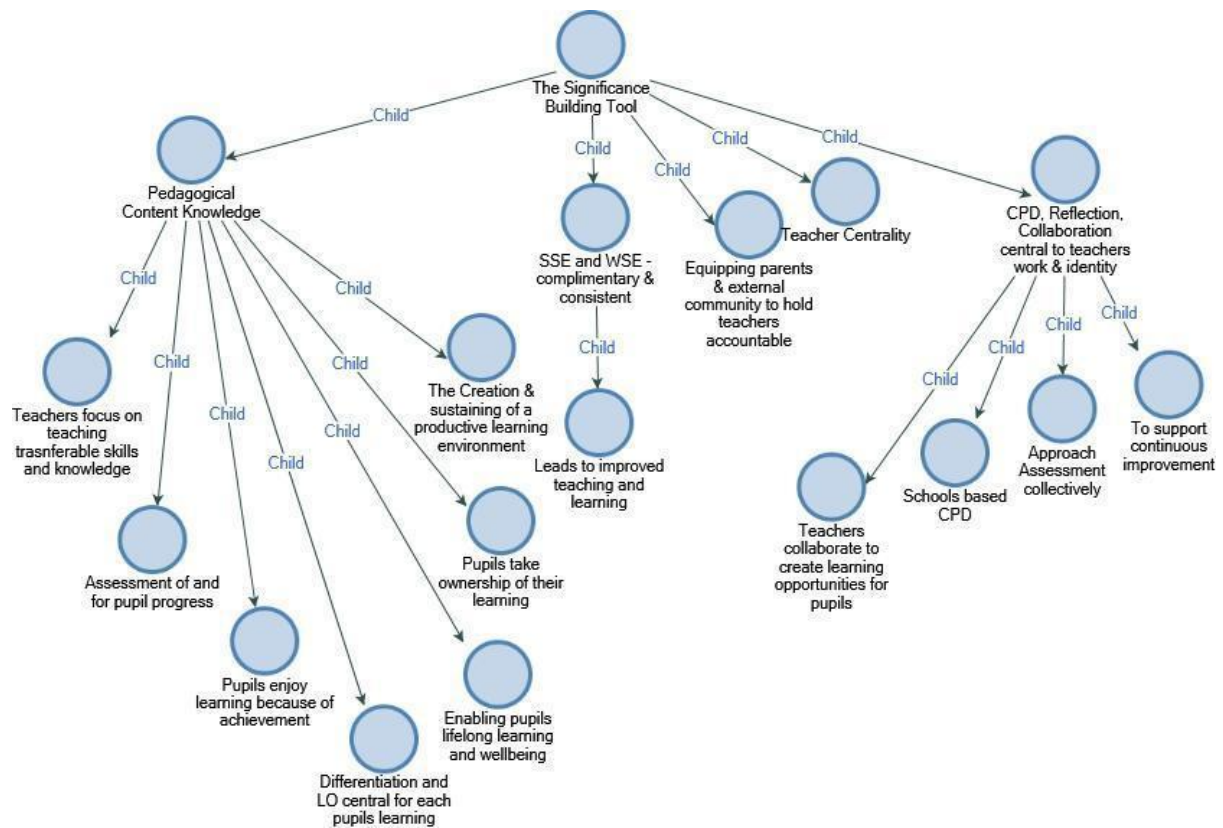 The Significance
Building Tool
Child
Child
Child
Child
Child
Pedagogical
Content Knowledge
SSE and WSE -
complimentary &
consistent
Equipping parents
& external
community to hold
teachers
accountable
Teacher Centrality
CPD, Reflection,
Collaboration
central to teachers
work & identity
Child
Child
Child
Child
Child
Child
Child
Child
Child
Child
Child
Child
Teachers focus on
teaching
trasnferable skills
and knowledge
The Creation &
sustaining of a
productive learning
environment
Leads to improved
teaching and
learning
Teachers
collaborate to
create learning
opportunities for
pupils
Schools based
CPD
Approach
Assessment
collectively
To support
continuous
improvement
Assessment of and
for pupil progress
Pupils take
ownership of their
learning
Pupils enjoy
learning because of
achievement
Enabling pupils
lifelong learning
and wellbeing
Differentiation and
LO central for each
pupils learning